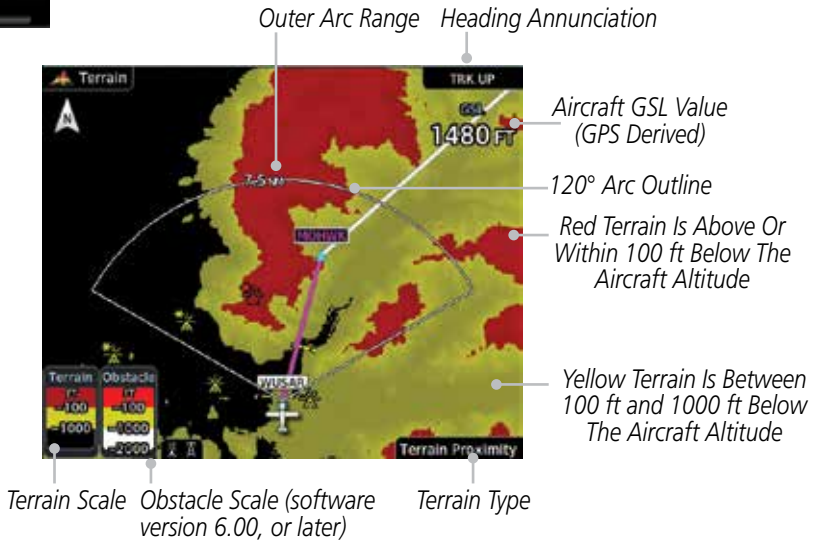 Outer Arc Range Heading Annunciation
Terrain
TRK UP
N
GSL
1480 FT
Aircraft GSL Value
(GPS Derived)
7.5 NM
120° Arc Outline
MOHWK
Red Terrain Is Above Or
Within 100 ft Below The
Aircraft Altitude
Terrain Obstacle
FT FT
-100 -100
-1000 -1000
-2000
WUSAR
Yellow Terrain Is Between
100 ft and 1000 ft Below
The Aircraft Altitude
Terrain Proximity
Terrain Scale Obstacle Scale (software
version 6.00, or later)
Terrain Type